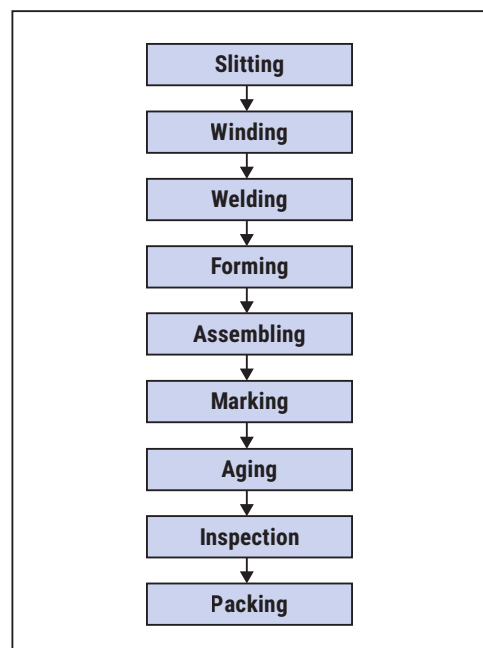 Slitting
Winding
Welding
Forming
Assembling
Marking
Aging
Inspection
Packing